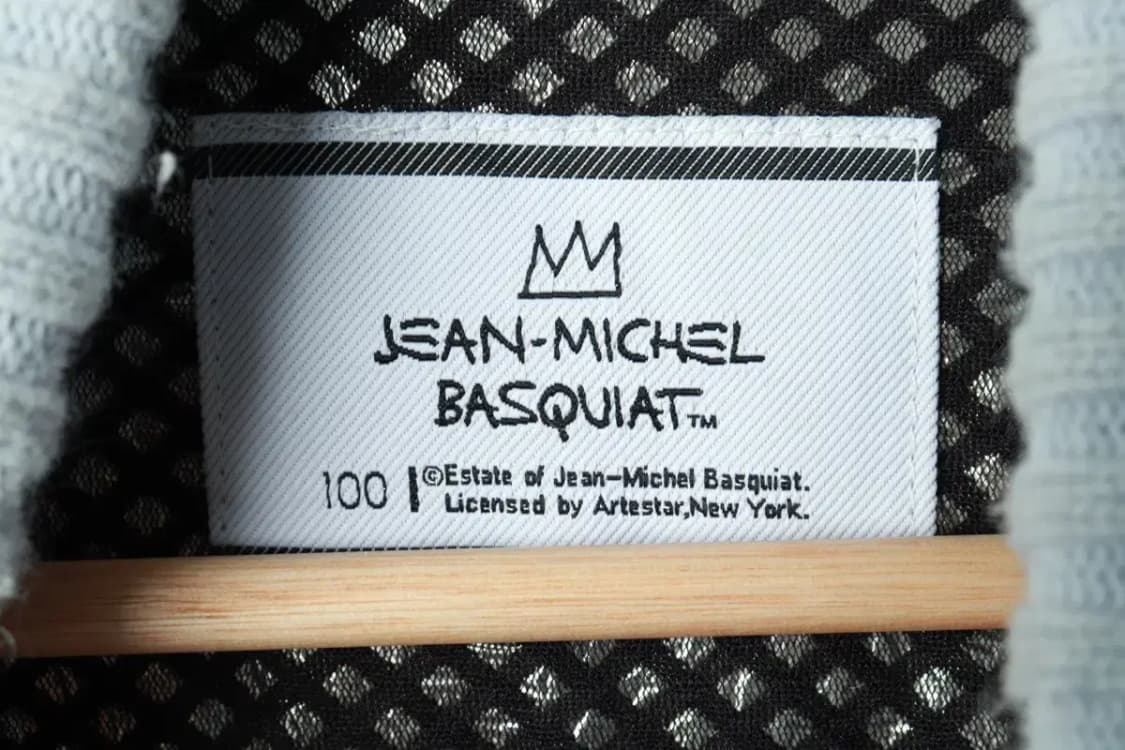 JEAN-MICHEL
BASQUIAT™
100
©Estate of Jean-Michel Basquiat.
Licensed by Artestar,New York.